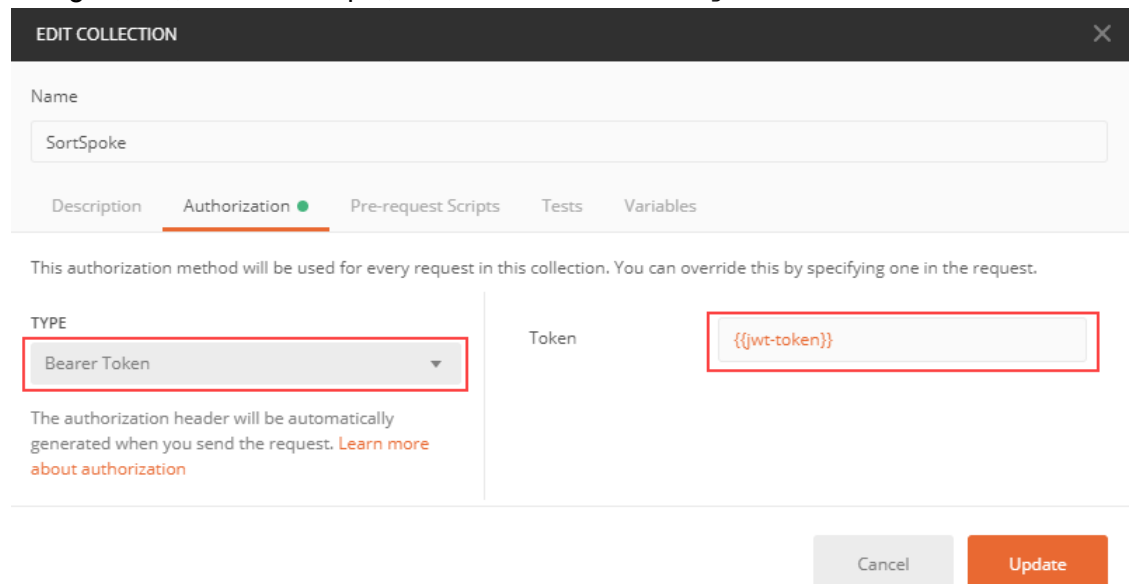 EDIT COLLECTION
Name
SortSpoke
Description Authorization Pre-request Scripts Tests Variables
This authorization method will be used for every request in this collection. You can override this by specifying one in the request.
TYPE
Bearer Token
The authorization header will be automatically
generated when you send the request. Learn more
about authorization
Token
{{jwt-token}}
Cancel Update